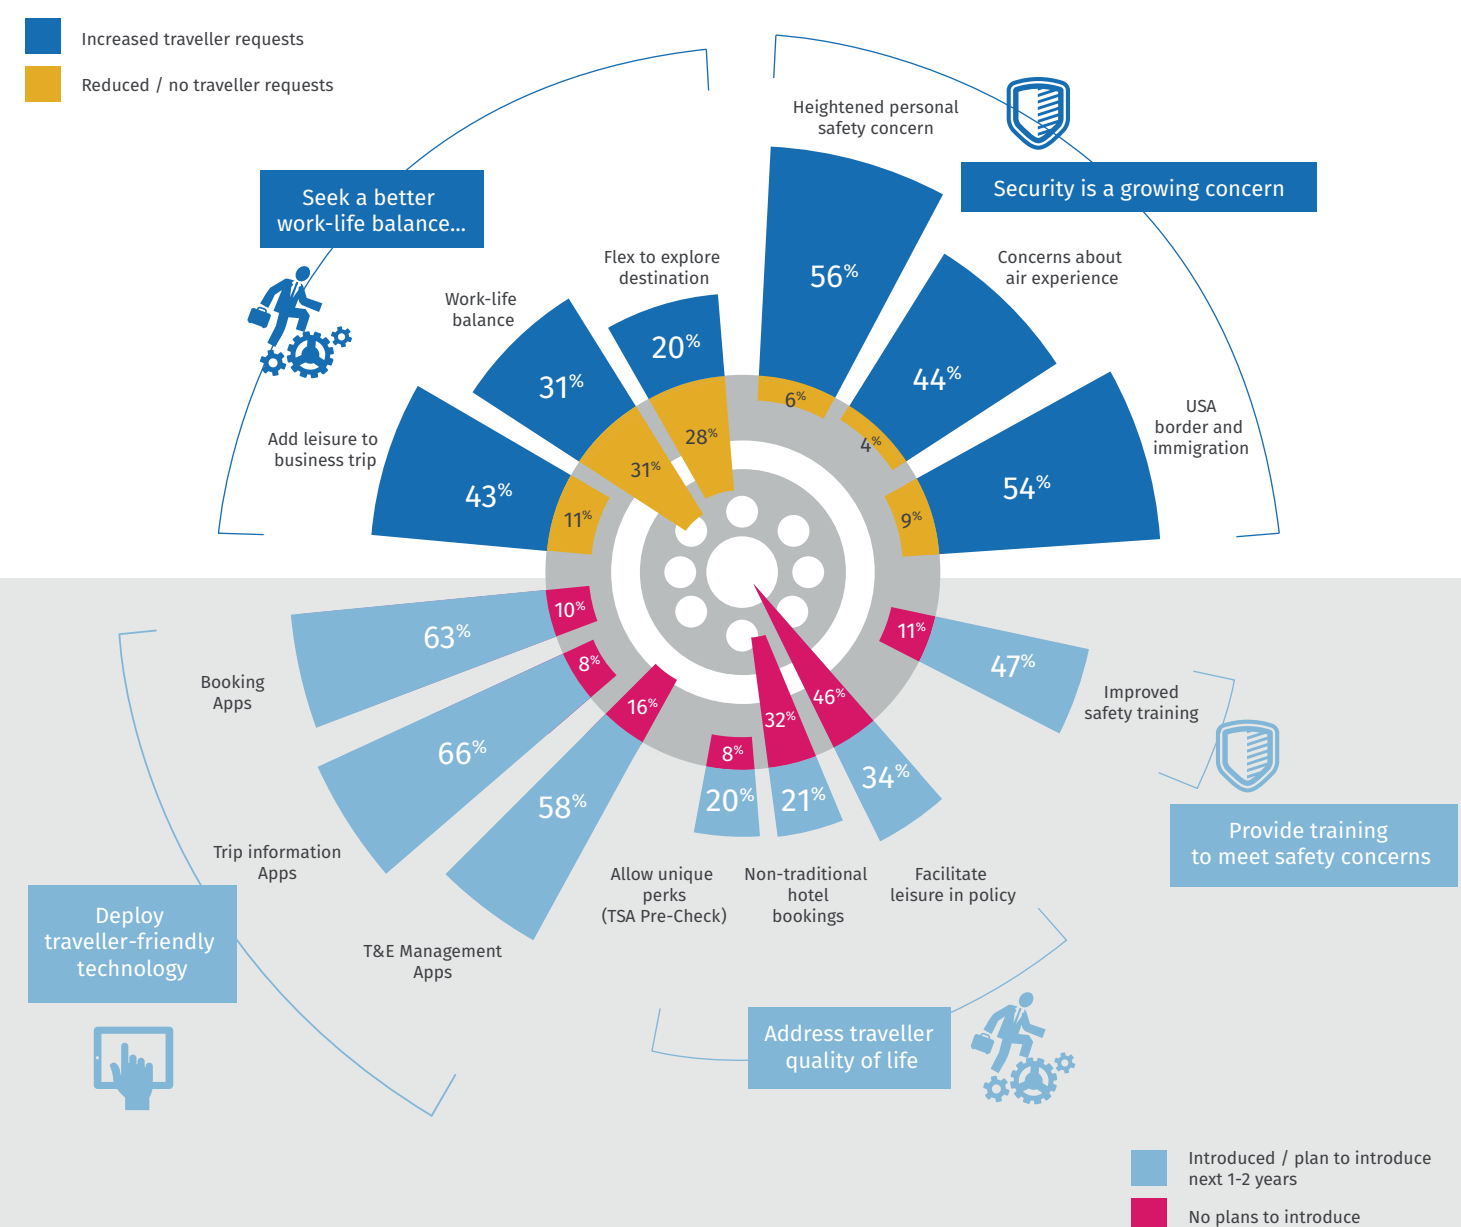 Increased traveller requests
Reduced / no traveller requests
Heightened personal
safety concern
Security is a growing concern
Seek a better
work-life balance...
Flex to explore
destination
Concerns about
air experience
Work-life
balance
56%
20%
31%
44%
6%
USA
border and
immigration
Add leisure to
business trip
28%
4%
31%
43%
54%
11%
9%
10%
63%
11%
8%
47%
Booking
Apps
46%
Improved
safety training
16%
32%
66%
8%
34%
20%
21%
58%
Provide training
to meet safety concerns
Trip information
Apps
Allow unique
perks
(TSA Pre-Check)
Non-traditional
hotel
bookings
Facilitate
leisure in policy
Deploy
traveller-friendly
technology
T&E Management
Apps
Address traveller
quality of life
Introduced / plan to introduce
next 1-2 years
No plans to introduce